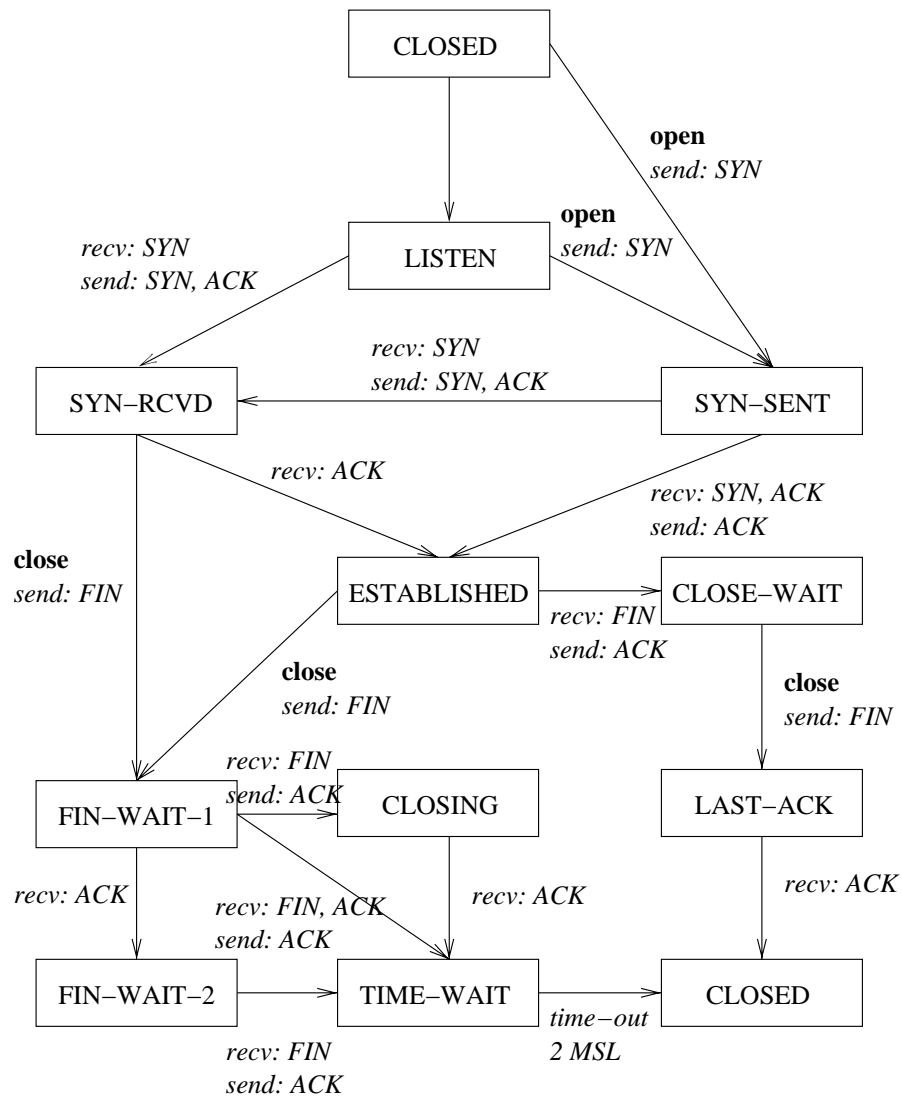 CLOSED
open
send: SYN
open
send: SYN
recv: SYN
send: SYN, ACK
LISTEN
recv: SYN
send: SYN, ACK
SYN–RCVD
SYN–SENT
recv: ACK
recv: SYN, ACK
send: ACK
close
send: FIN
ESTABLISHED
CLOSE–WAIT
recv: FIN
send: ACK
close
send: FIN
close
send: FIN
recv: FIN
send: ACK
FIN–WAIT–1
CLOSING
LAST–ACK
recv: ACK
recv: FIN, ACK
send: ACK
recv: ACK
recv: ACK
FIN–WAIT–2
TIME–WAIT
CLOSED
time–out
2 MSL
recv: FIN
send: ACK